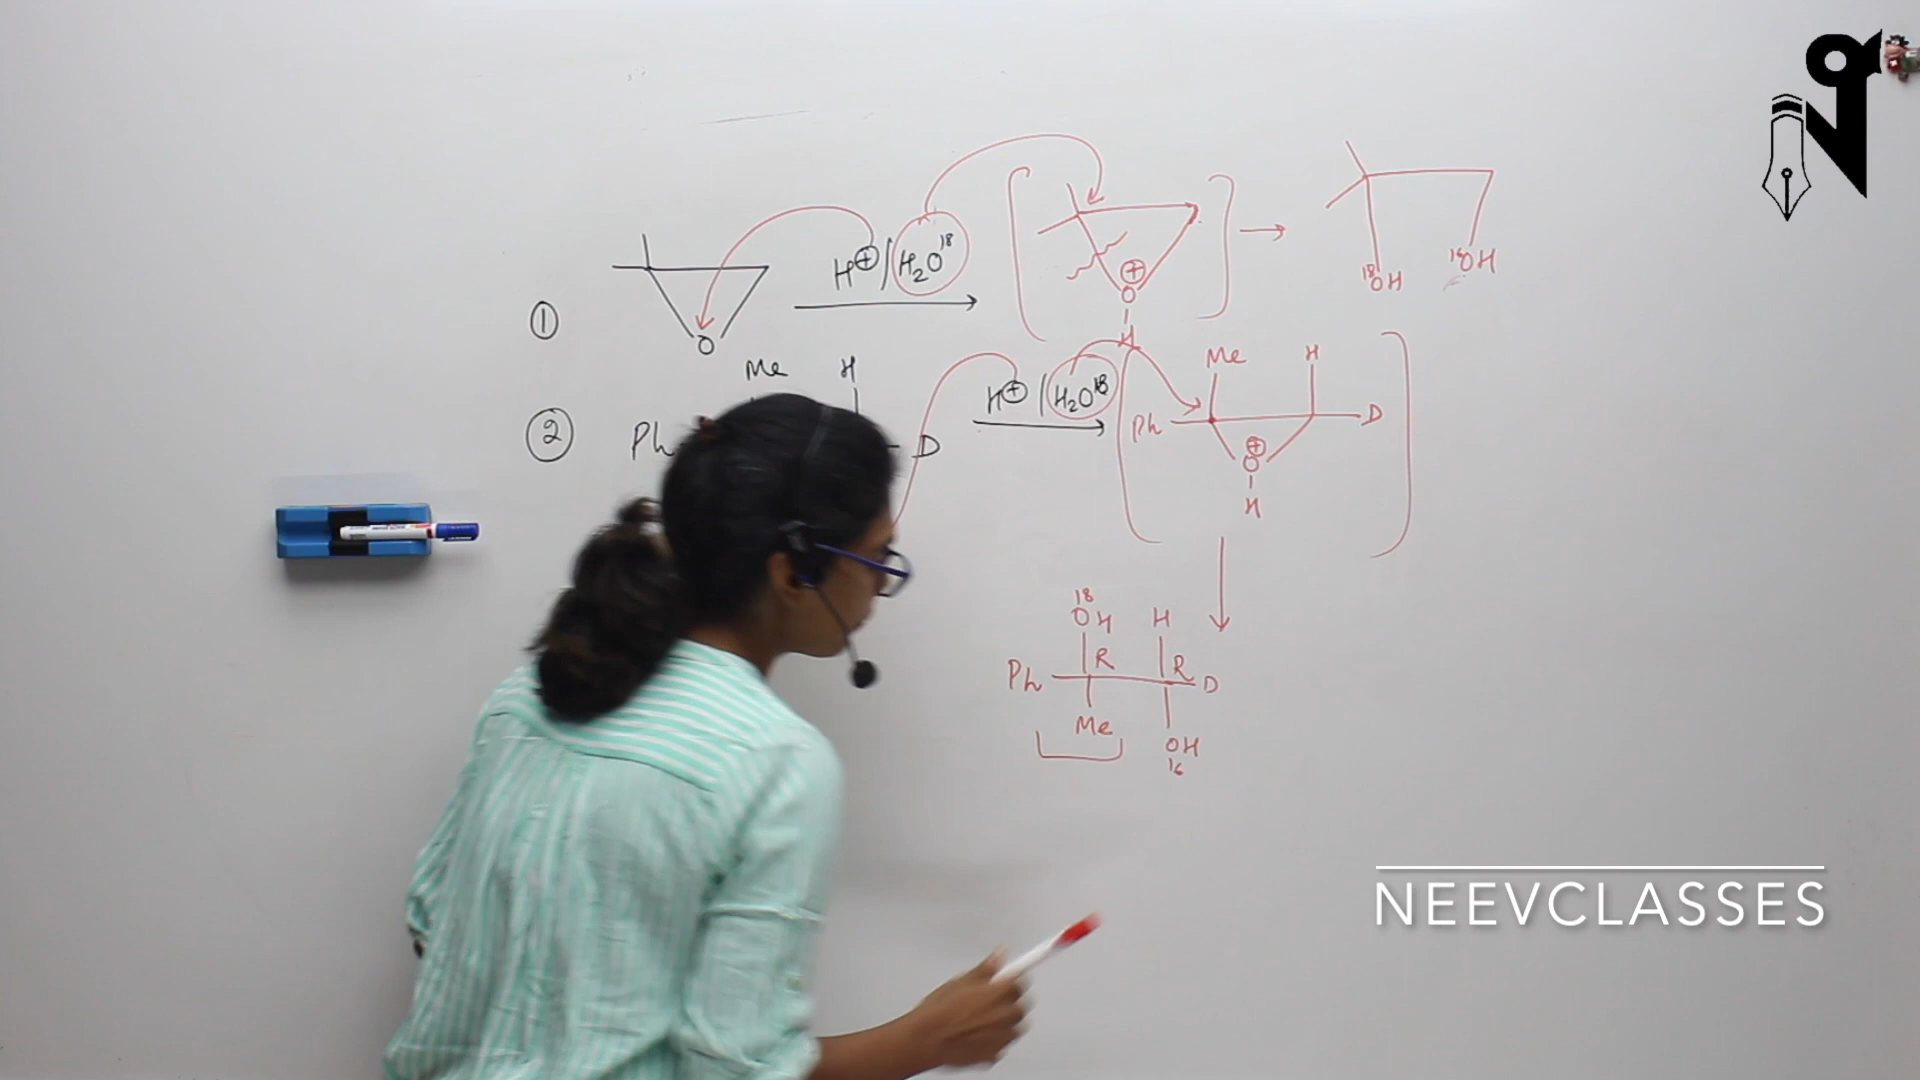 ① H⊕ / H₂O¹⁸
O
⊕
O
H
¹⁸OH ¹⁶OH
② Ph Me H D
H⊕ / H₂O¹⁸
Me H
Ph D
⊕
O
H
¹⁸
OH H
Ph R R D
Me OH
¹⁶
NEEVCLASSES